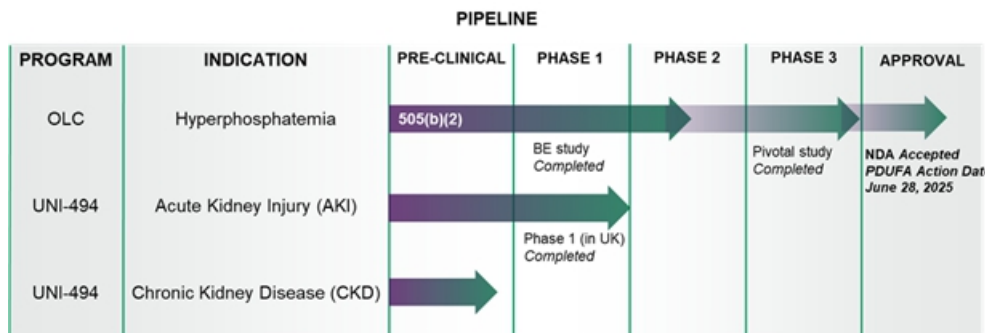 PIPELINE
PROGRAM
INDICATION
PRE-CLINICAL
PHASE 1
PHASE 2
PHASE 3
APPROVAL
OLC
Hyperphosphatemia
505(b)(2)
BE study
Completed
Pivotal study
Completed
NDA Accepted
PDUFA Action Date
June 28, 2025
UNI-494
Acute Kidney Injury (AKI)
Phase 1 (in UK)
Completed
UNI-494
Chronic Kidney Disease (CKD)